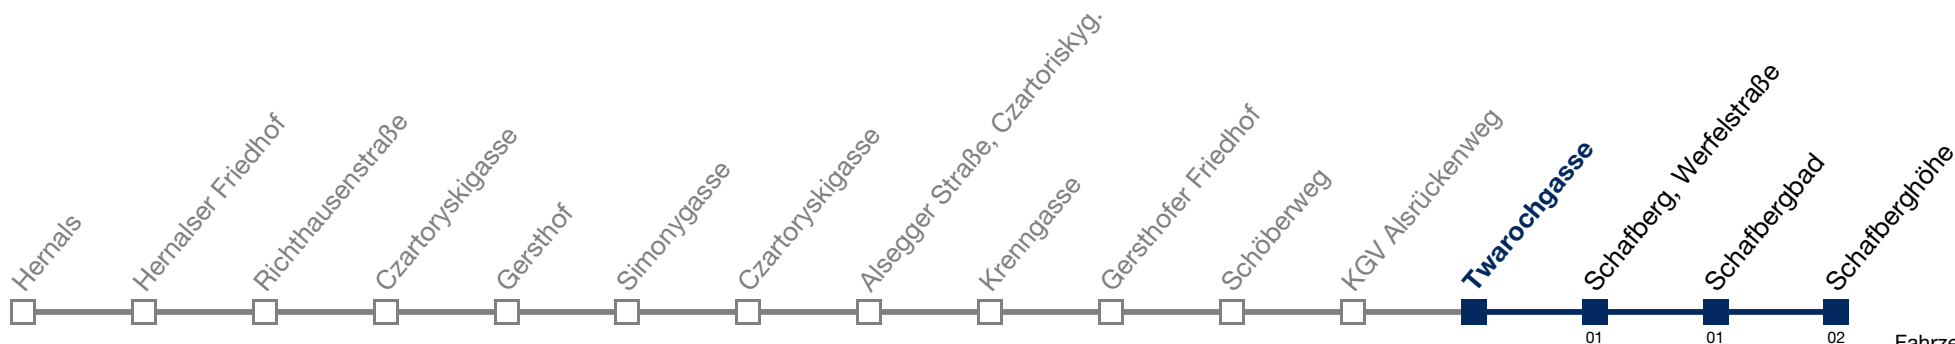 Hernals
Hernalser Friedhof
Richthausenstraße
Czartoryskigasse
Gersthof
Simonygasse
Czartoryskigasse
Alsegger Straße, Czartoriskyg.
Krenngasse
Gersthofer Friedhof
Schöberweg
KGV Alsrückenweg
Twarochgasse
Schafberg, Werfelstraße
Schafbergbad
Schafberghöhe
01
01
02